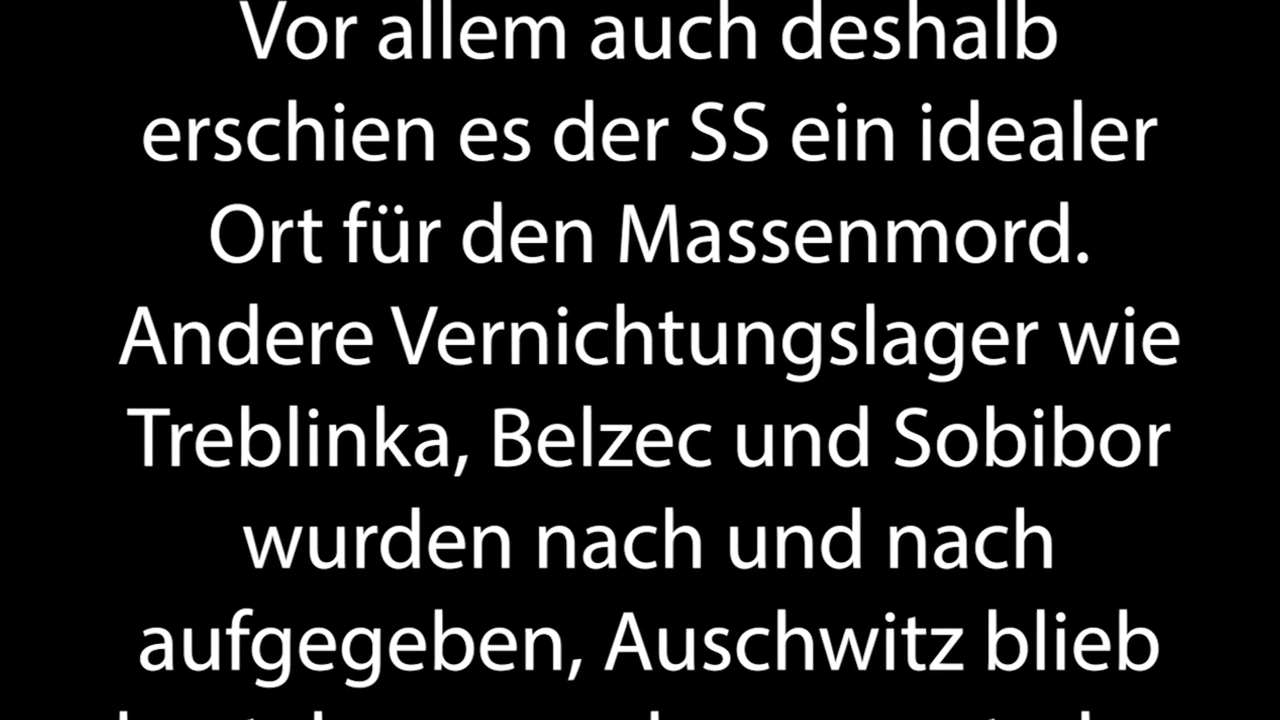 Vor allem auch deshalb
erschien es der SS ein idealer
Ort für den Massenmord.
Andere Vernichtungslager wie
Treblinka, Belzec und Sobibor
wurden nach und nach
aufgegeben, Auschwitz blieb